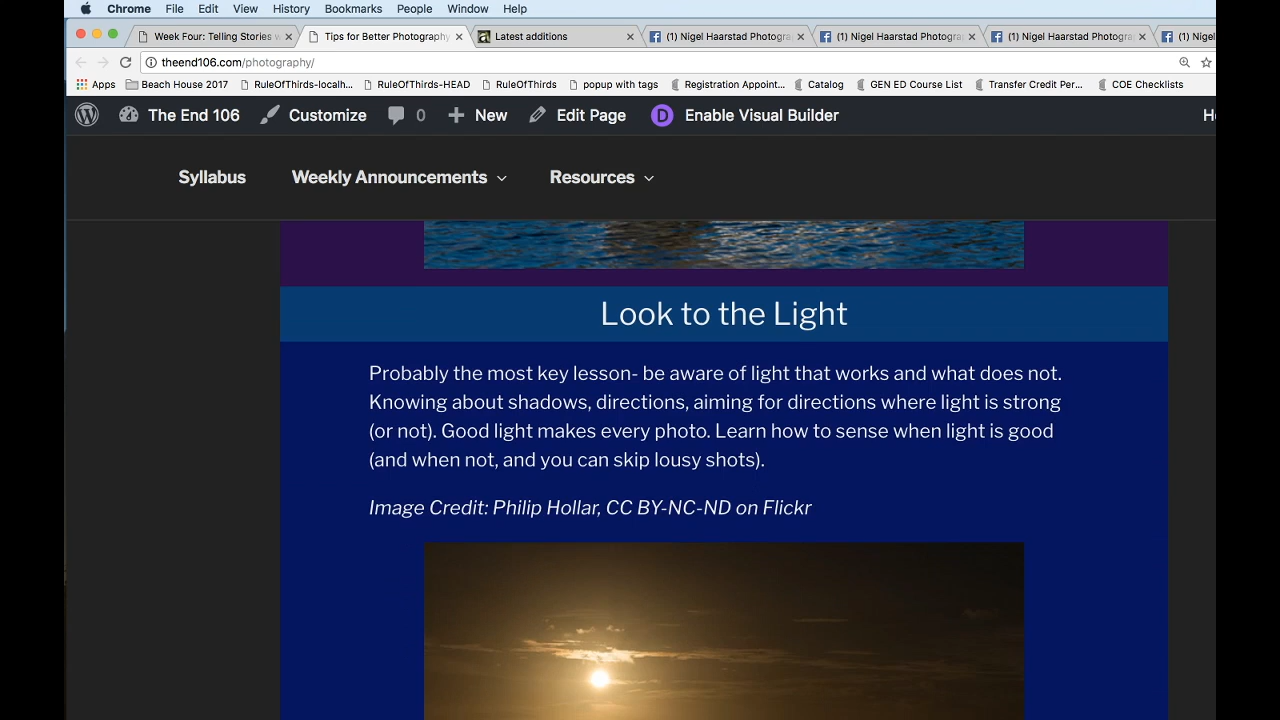 Chrome File Edit View History Bookmarks People Window Help
Week Four: Telling Stories w Tips for Better Photography Latest additions (1) Nigel Haarstad Photogra (1) Nigel Haarstad Photogra (1) Nigel Haarstad Photogra (1) Nigel
theend106.com/photography/
Apps Beach House 2017 RuleOfThirds-localh... RuleOfThirds-HEAD RuleOfThirds popup with tags Registration Appoint... Catalog GEN ED Course List Transfer Credit Per... COE Checklists
The End 106 Customize 0 New Edit Page D Enable Visual Builder H
Syllabus Weekly Announcements Resources
Look to the Light
Probably the most key lesson- be aware of light that works and what does not.
Knowing about shadows, directions, aiming for directions where light is strong
(or not). Good light makes every photo. Learn how to sense when light is good
(and when not, and you can skip lousy shots).
Image Credit: Philip Hollar, CC BY-NC-ND on Flickr